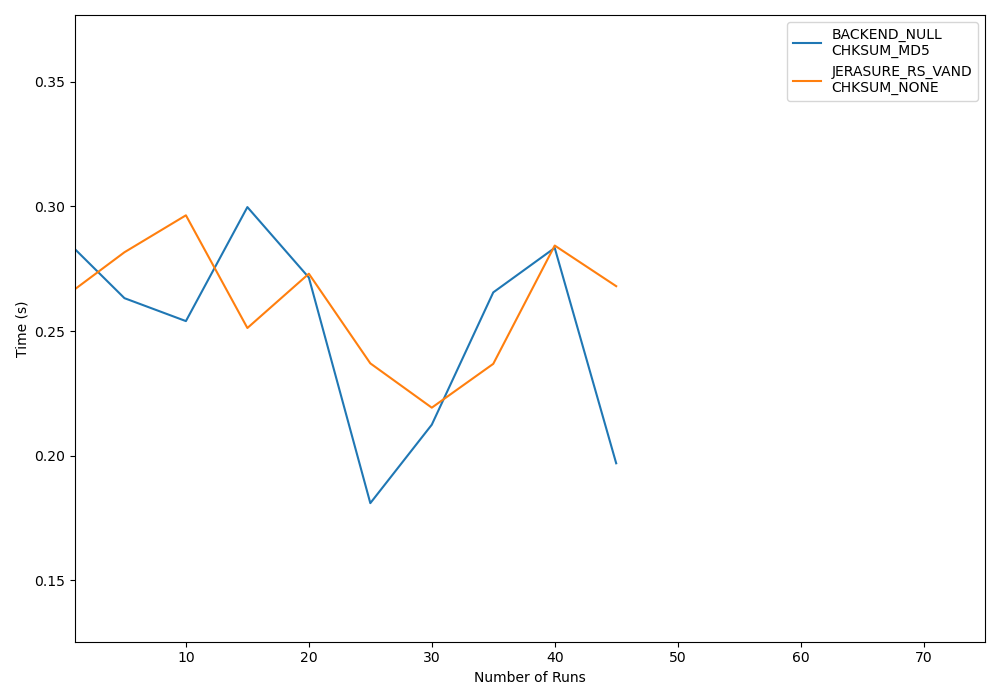 BACKEND_NULL
CHKSUM_MD5
JERASURE_RS_VAND
CHKSUM_NONE
0.35
0.30
0.25
0.20
0.15
Time (s)
10 20 30 40 50 60 70
Number of Runs